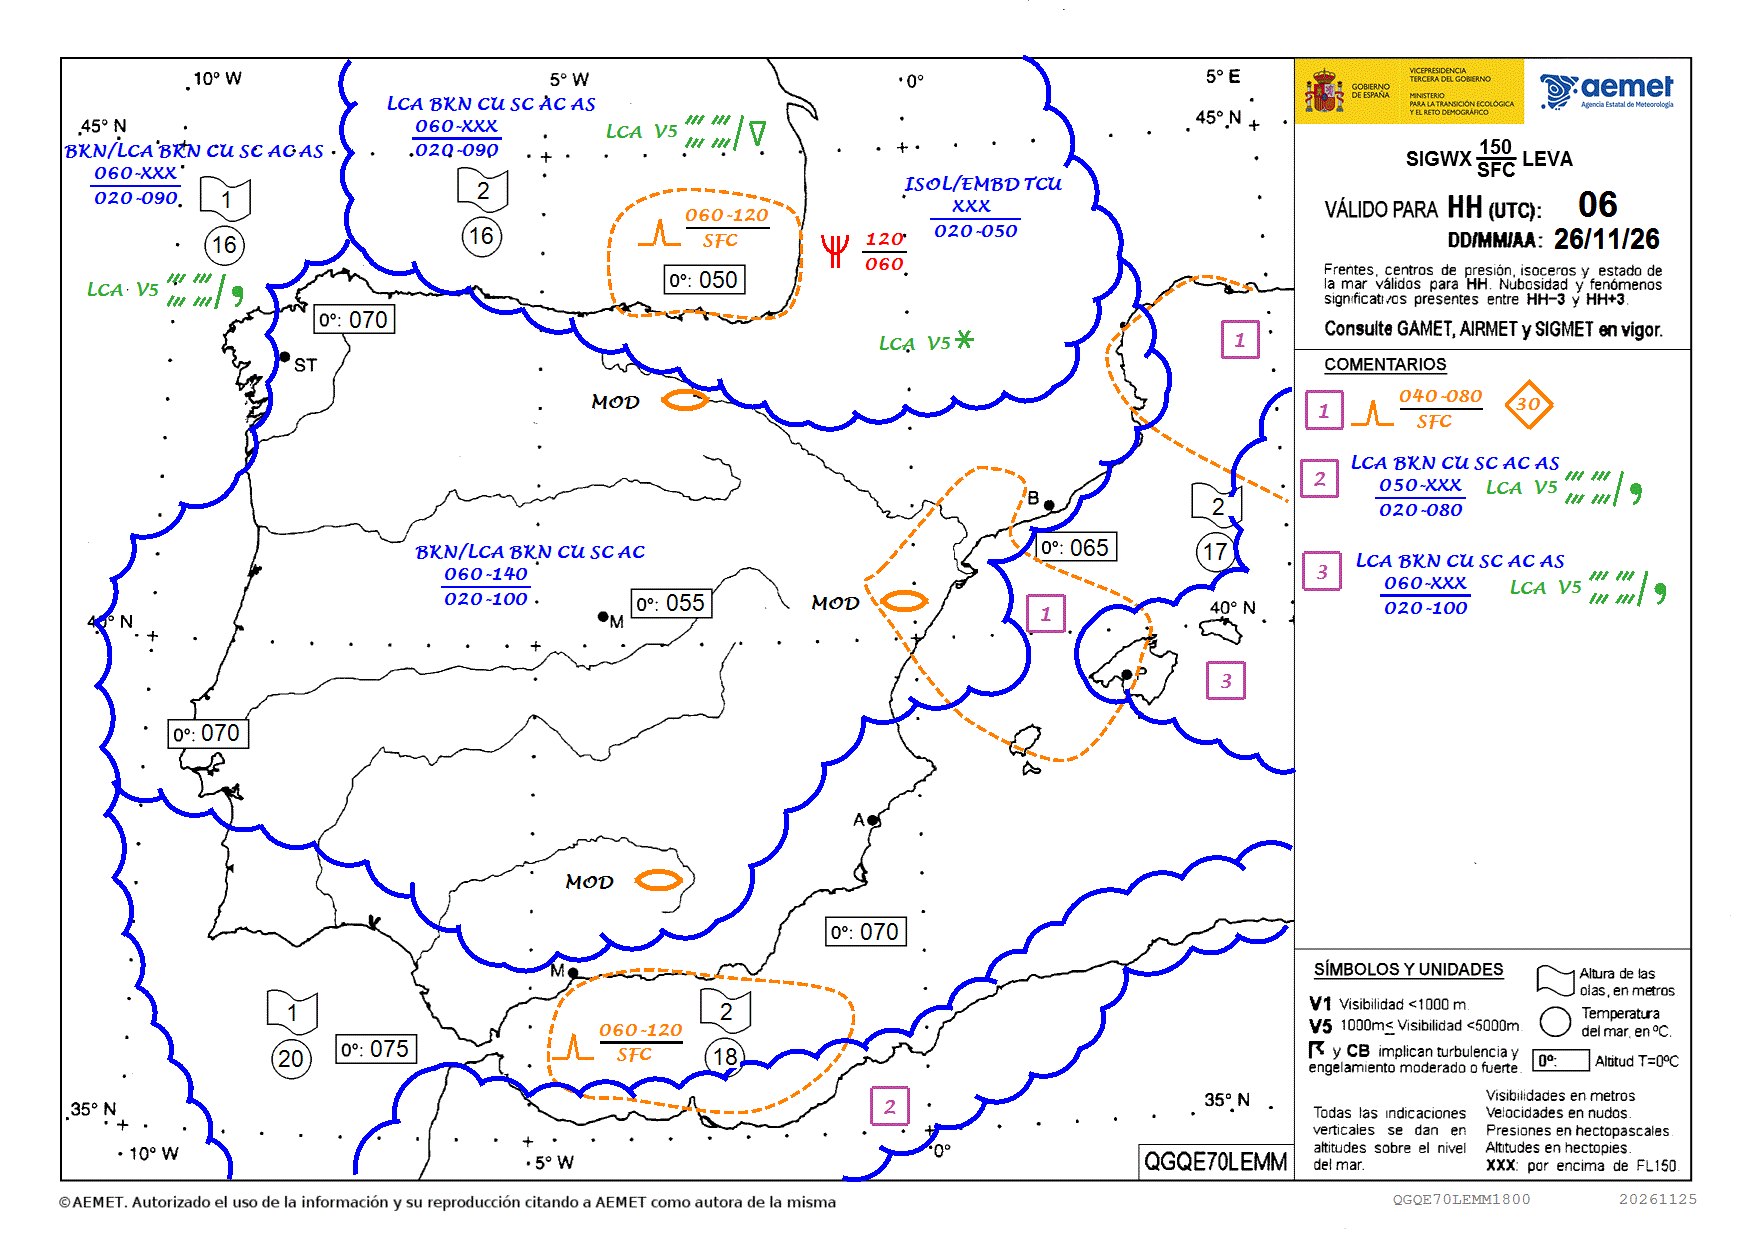 10° W
5° W
0°
5° E
45° N
45° N
BKN/LCA BKN CU SC AC AS
060-XXX
020-090
1
16
LCA V5
LCA BKN CU SC AC AS
060-XXX
020-090
2
16
LCA V5
060-120
SFC
0°: 050
ISOL/EMBD TCU
XXX
020-050
120
060
LCA V5
0°: 070
ST
MOD
1
B
2
17
0°: 065
BKN/LCA BKN CU SC AC
060-140
020-100
M
0°: 055
MOD
1
40° N
40° N
P
3
0°: 070
A
MOD
0°: 070
M
1
20
0°: 075
060-120
SFC
2
18
2
35° N
35° N
10° W
5° W
0°
QGQE70LEMM
GOBIERNO
DE ESPAÑA
VICEPRESIDENCIA
TERCERA DEL GOBIERNO
MINISTERIO
PARA LA TRANSICIÓN ECOLÓGICA
Y EL RETO DEMOGRÁFICO
aemet
Agencia Estatal de Meteorología
SIGWX 150 LEVA
SFC
VÁLIDO PARA HH (UTC): 06
DD/MM/AA: 26/11/26
Frentes, centros de presión, isoceros y estado de
la mar válidos para HH. Nubosidad y fenómenos
significativos presentes entre HH-3 y HH+3.
Consulte GAMET, AIRMET y SIGMET en vigor.
COMENTARIOS
1
040-080
SFC
30
2
LCA BKN CU SC AC AS
050-XXX
020-080
LCA V5
3
LCA BKN CU SC AC AS
060-XXX
020-100
LCA V5
SÍMBOLOS Y UNIDADES
V1 Visibilidad <1000 m.
V5 1000m≤ Visibilidad <5000m.
y CB implican turbulencia y
engelamiento moderado o fuerte.
Altura de las
olas, en metros
Temperatura
del mar, en ºC.
0°: Altitud T=0ºC
Todas las indicaciones
verticales se dan en
altitudes sobre el nivel
del mar.
Visibilidades en metros
Velocidades en nudos.
Presiones en hectopascales
Altitudes en hectopies.
XXX: por encima de FL150.
©AEMET. Autorizado el uso de la información y su reproducción citando a AEMET como autora de la misma
QGQE70LEMM1800 20261125